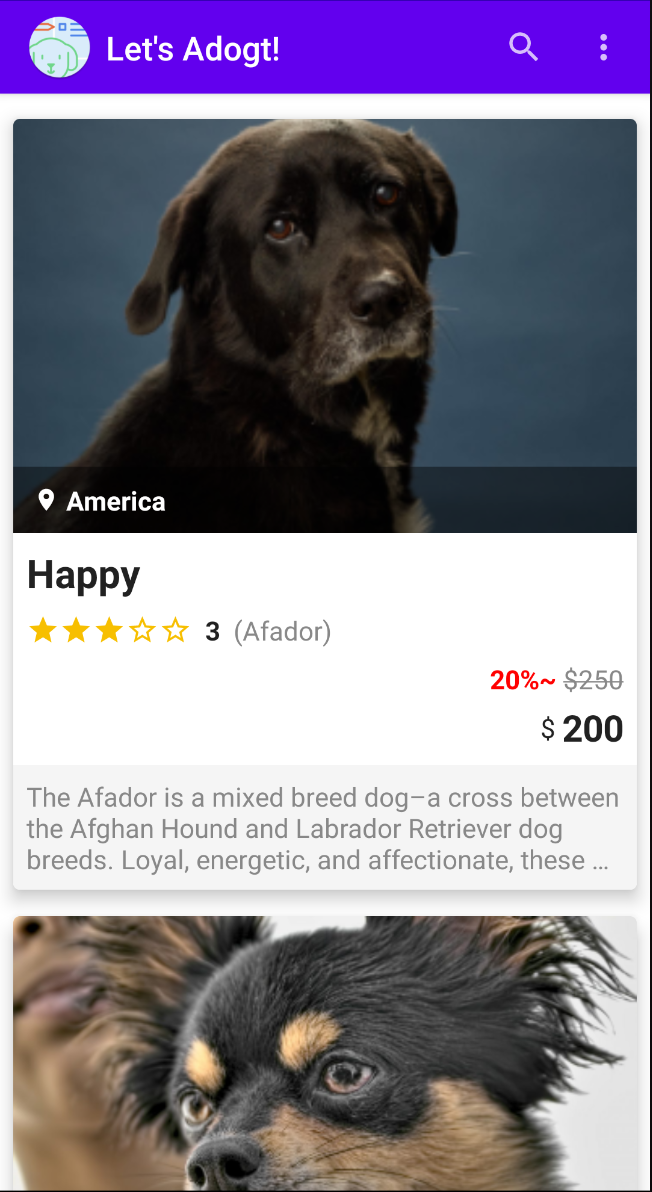 Let's Adogt!
America
Happy
3 (Afador)
20%~ $250
$ 200
The Afador is a mixed breed dog–a cross between
the Afghan Hound and Labrador Retriever dog
breeds. Loyal, energetic, and affectionate, these ...